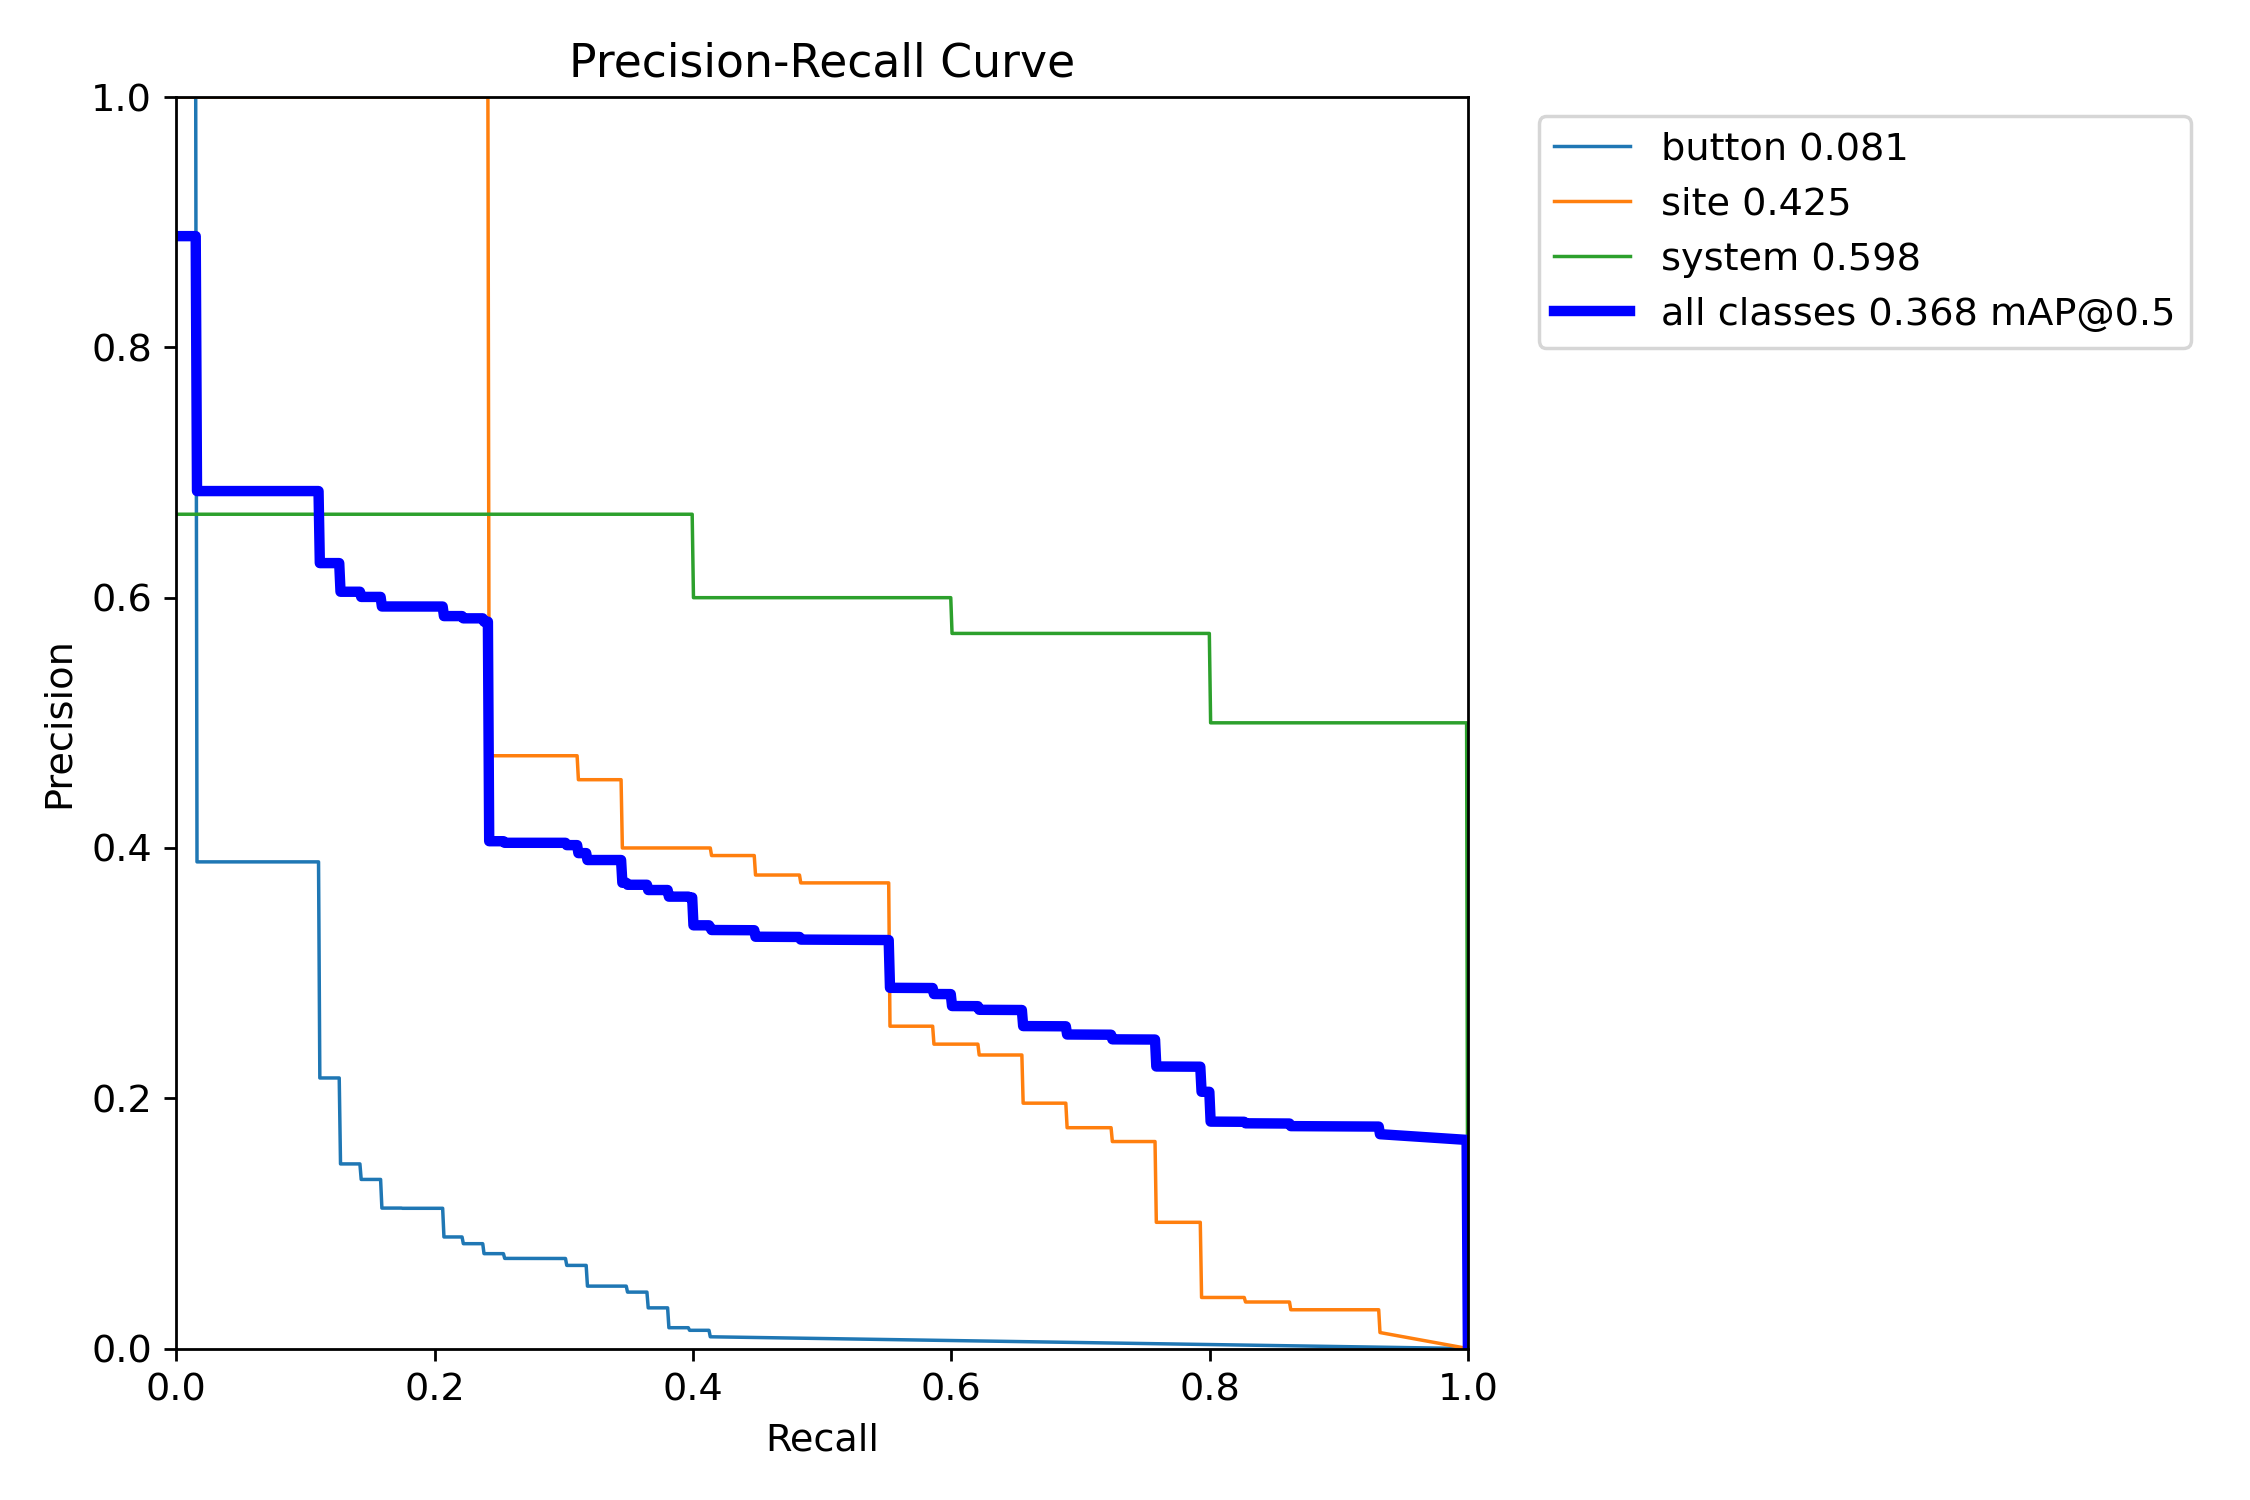 Precision-Recall Curve
1.0
0.8
0.6
0.4
0.2
0.0
Precision
0.0 0.2 0.4 0.6 0.8 1.0
Recall
button 0.081
site 0.425
system 0.598
all classes 0.368 mAP@0.5